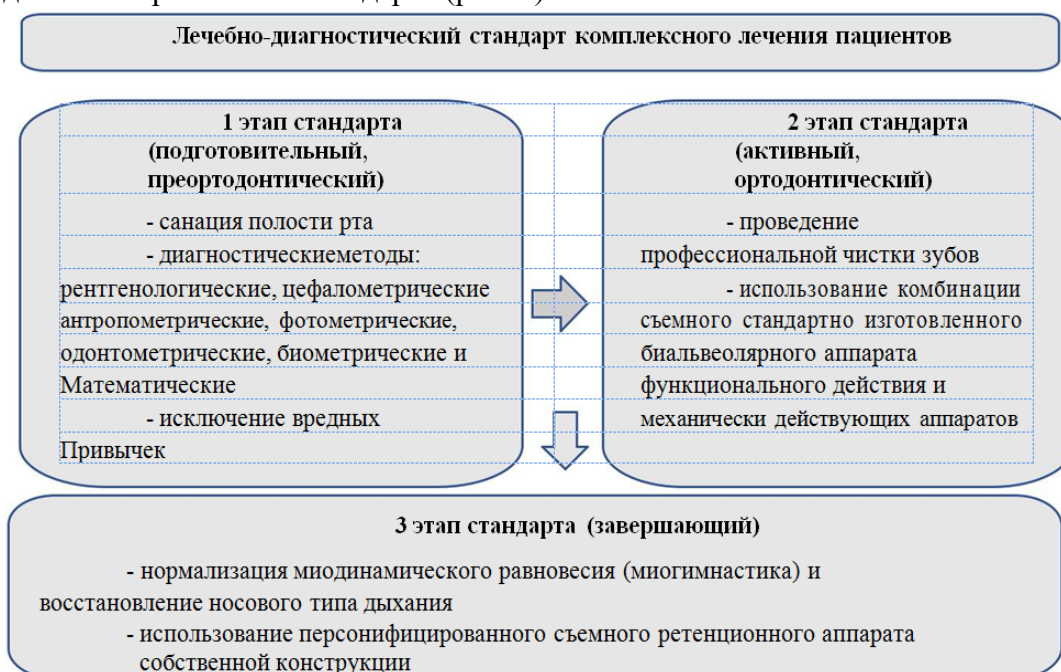 Лечебно-диагностический стандарт комплексного лечения пациентов
1 этап стандарта
(подготовительный,
преортодонтический)
- санация полости рта
- диагностическиеметоды:
рентгенологические, цефалометрические
антропометрические, фотометрические,
одонтометрические, биометрические и
Математические
- исключение вредных
Привычек
2 этап стандарта
(активный,
ортодонтический)
- проведение
профессиональной чистки зубов
- использование комбинации
съемного стандартно изготовленного
биальвеолярного аппарата
функционального действия и
механически действующих аппаратов
3 этап стандарта (завершающий)
- нормализация миодинамического равновесия (миогимнастика) и
восстановление носового типа дыхания
- использование персонифицированного съемного ретенционного аппарата
собственной конструкции